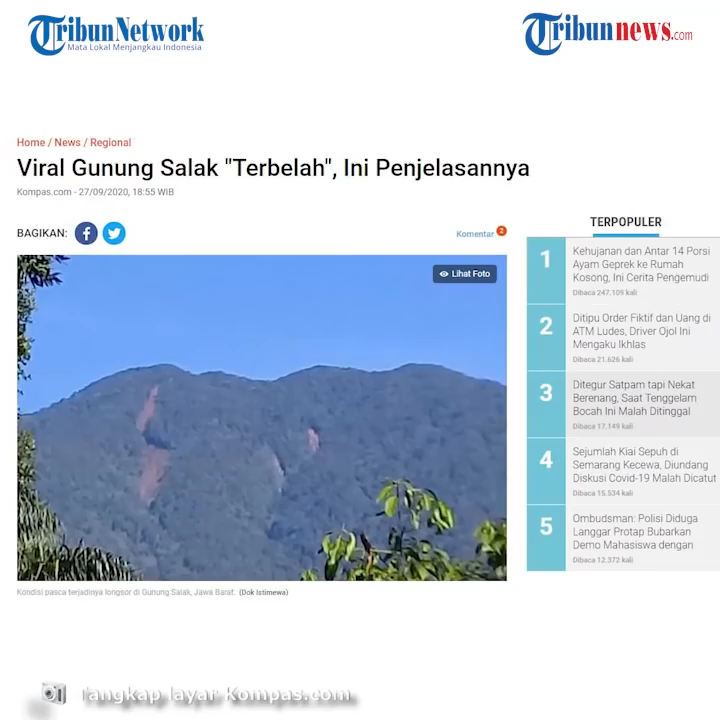 TribunNetwork
Mata Lokal Menjangkau Indonesia
Tribunnews.com
Home / News / Regional
Viral Gunung Salak "Terbelah", Ini Penjelasannya
Kompas.com - 27/09/2020, 18:55 WIB
BAGIKAN:
Komentar 2
Lihat Foto
Kondisi pasca terjadinya longsor di Gunung Salak, Jawa Barat. (Dok Istimewa)
TERPOPULER
1
Kehujanan dan Antar 14 Porsi
Ayam Geprek ke Rumah
Kosong, Ini Cerita Pengemudi
Dibaca 247.109 kali
2
Ditipu Order Fiktif dan Uang di
ATM Ludes, Driver Ojol Ini
Mengaku Ikhlas
Dibaca 21.626 kali
3
Ditegur Satpam tapi Nekat
Berenang, Saat Tenggelam
Bocah Ini Malah Ditinggal
Dibaca 17.149 kali
4
Sejumlah Kiai Sepuh di
Semarang Kecewa, Diundang
Diskusi Covid-19 Malah Dicatut
Dibaca 15.534 kali
5
Ombudsman: Polisi Diduga
Langgar Protap Bubarkan
Demo Mahasiswa dengan
Dibaca 12.372 kali
Tangkap layar Kompas.com